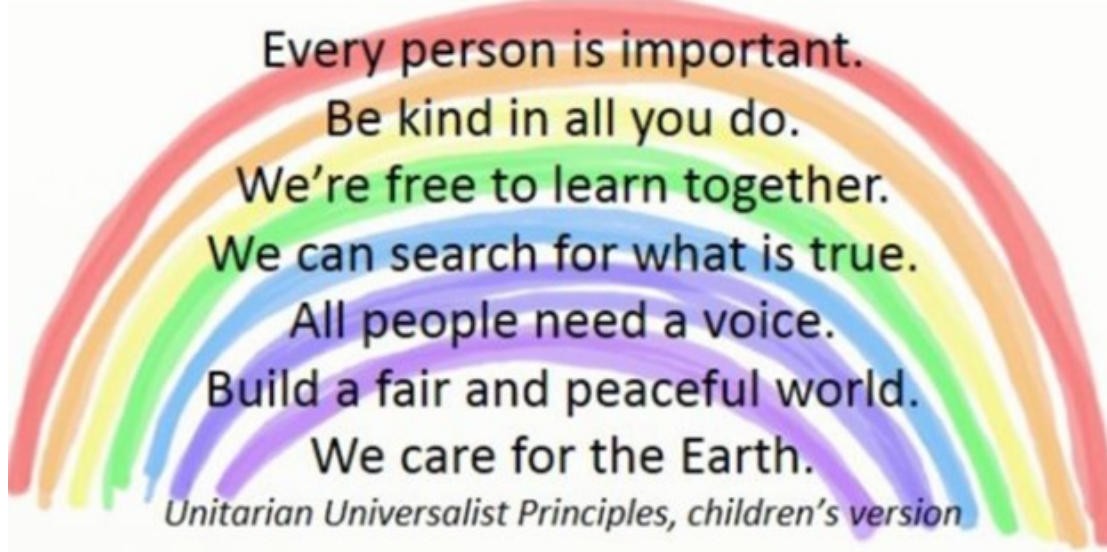 Every person is important.
Be kind in all you do.
We're free to learn together.
We can search for what is true.
All people need a voice.
Build a fair and peaceful world.
We care for the Earth.
Unitarian Universalist Principles, children's version